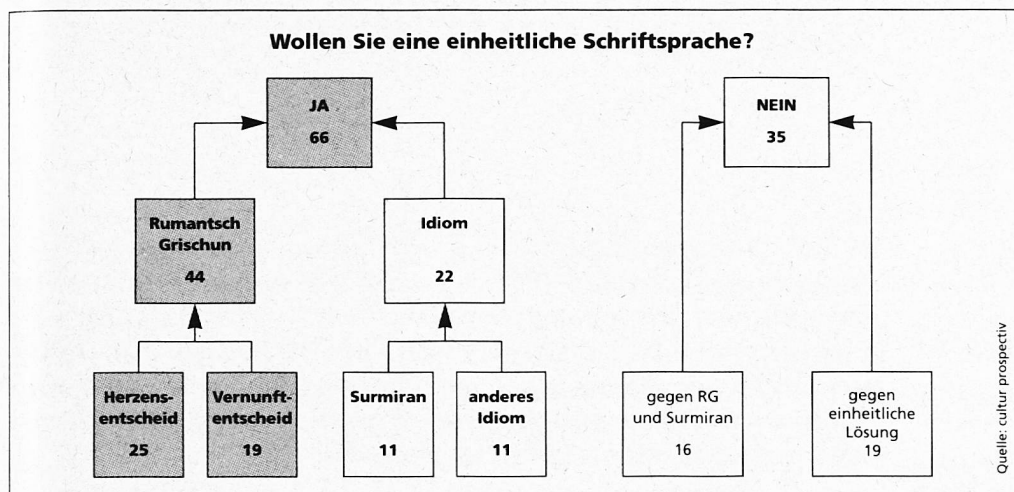 Wollen Sie eine einheitliche Schriftsprache?
JA
66
NEIN
35
Rumantsch
Grischun
44
Idiom
22
Herzens-
entscheid
25
Vernunft-
entscheid
19
Surmiran
11
anderes
Idiom
11
gegen RG
und Surmiran
16
gegen
einheitliche
Lösung
19
Quelle: cultur prospectiv